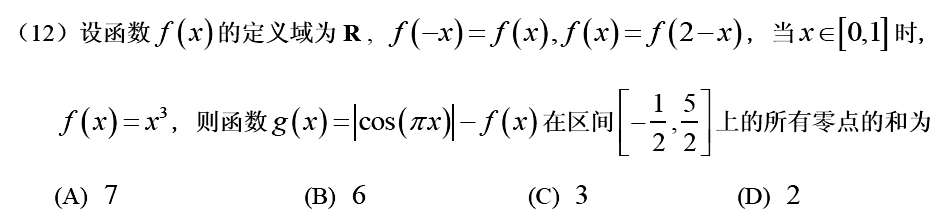 （12）设函数 f(x) 的定义域为 R，f(−x)=f(x), f(x)=f(2−x)，当 x∈[0,1] 时，
f(x)=x³，则函数 g(x)=|cos(πx)|−f(x) 在区间[−1/2, 5/2]上的所有零点的和为
(A) 7 (B) 6 (C) 3 (D) 2